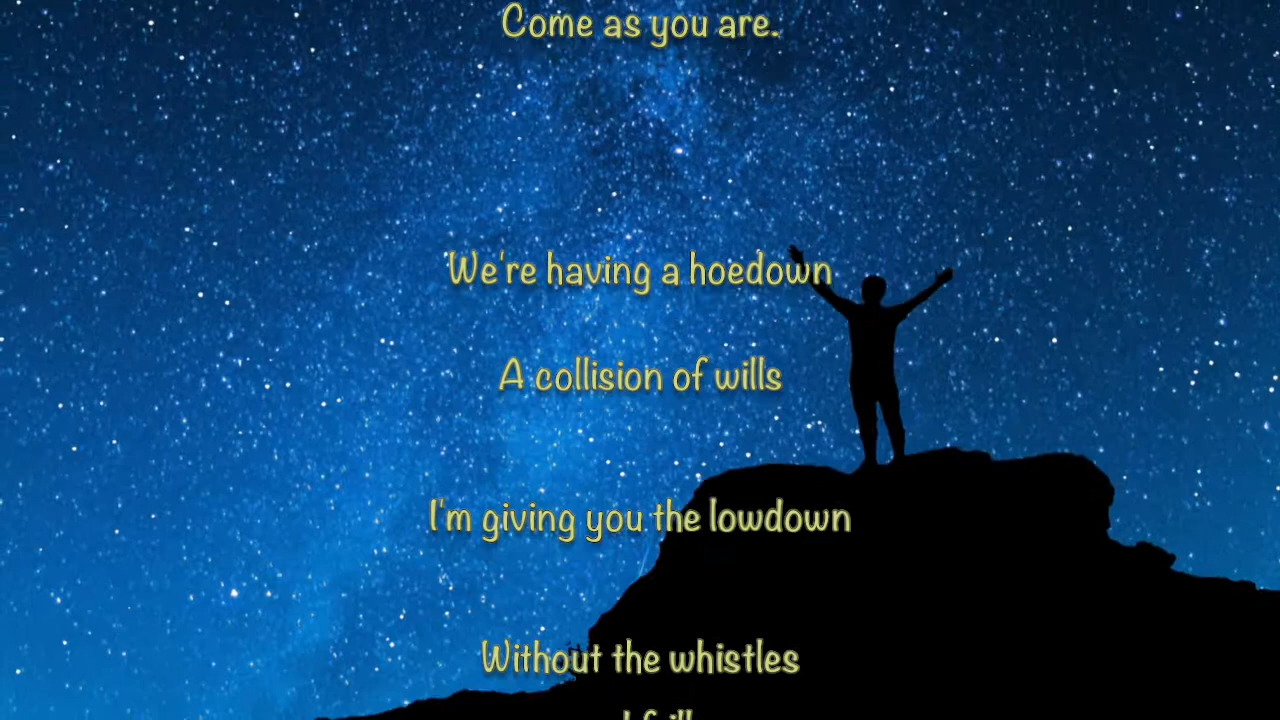 Come as you are.
We're having a hoedown
A collision of wills
I'm giving you the lowdown
Without the whistles